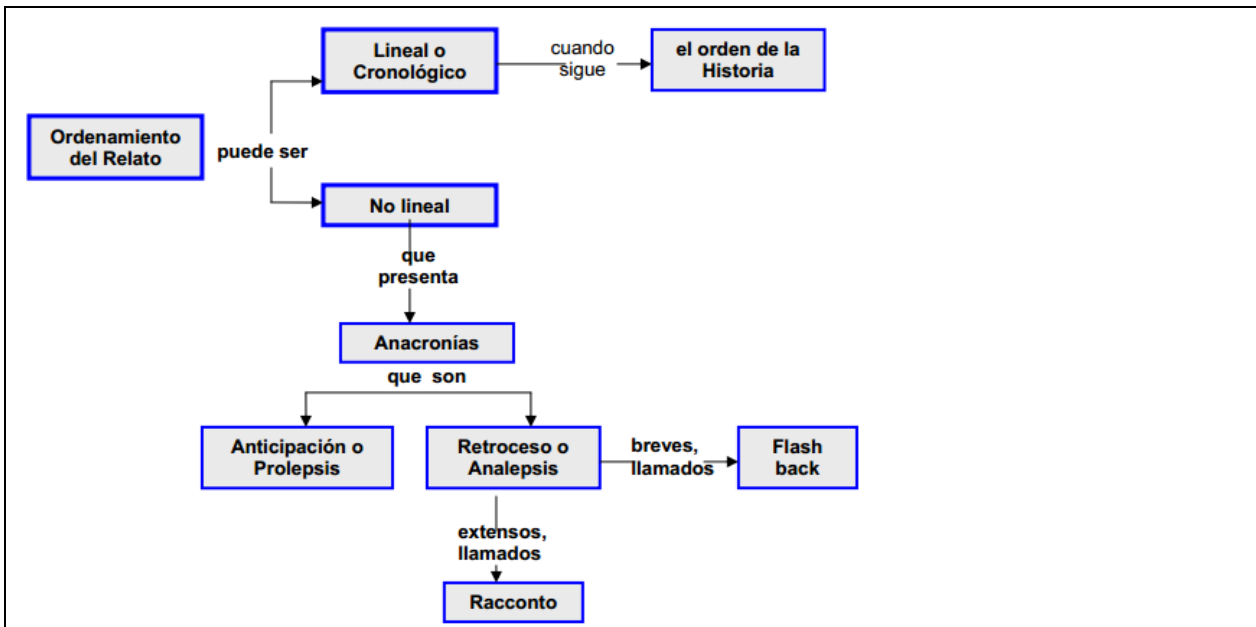 Lineal o
Cronológico
cuando
sigue
el orden de la
Historia
Ordenamiento
del Relato
puede ser
No lineal
que
presenta
Anacronías
que son
Anticipación o
Prolepsis
Retroceso o
Analepsis
breves,
llamados
Flash
back
extensos,
llamados
Racconto